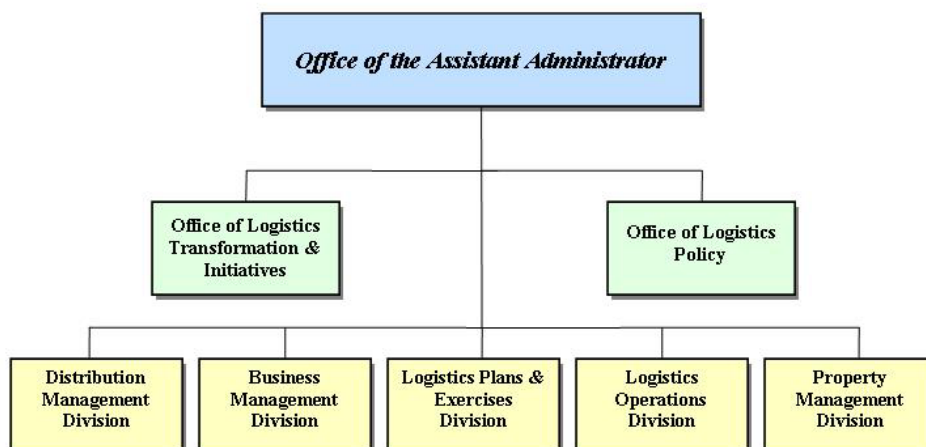 Office of the Assistant Administrator
Office of Logistics
Transformation &
Initiatives
Office of Logistics
Policy
Distribution
Management
Division
Business
Management
Division
Logistics Plans &
Exercises
Division
Logistics
Operations
Division
Property
Management
Division